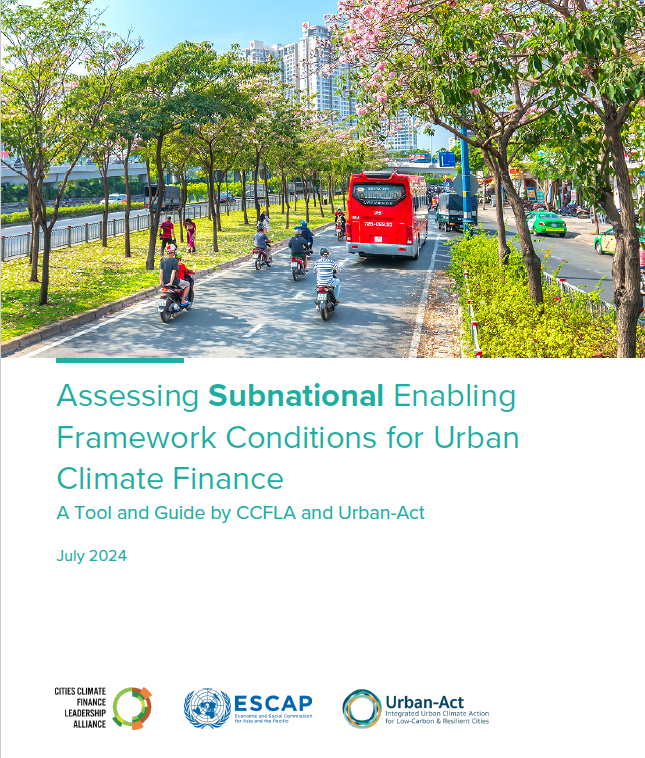 Assessing Subnational Enabling
Framework Conditions for Urban
Climate Finance
A Tool and Guide by CCFLA and Urban-Act
July 2024
CITIES CLIMATE
FINANCE
LEADERSHIP
ALLIANCE
ESCAP
Economic and Social Commission
for Asia and the Pacific
Urban-Act
Integrated Urban Climate Action
for Low-Carbon & Resilient Cities